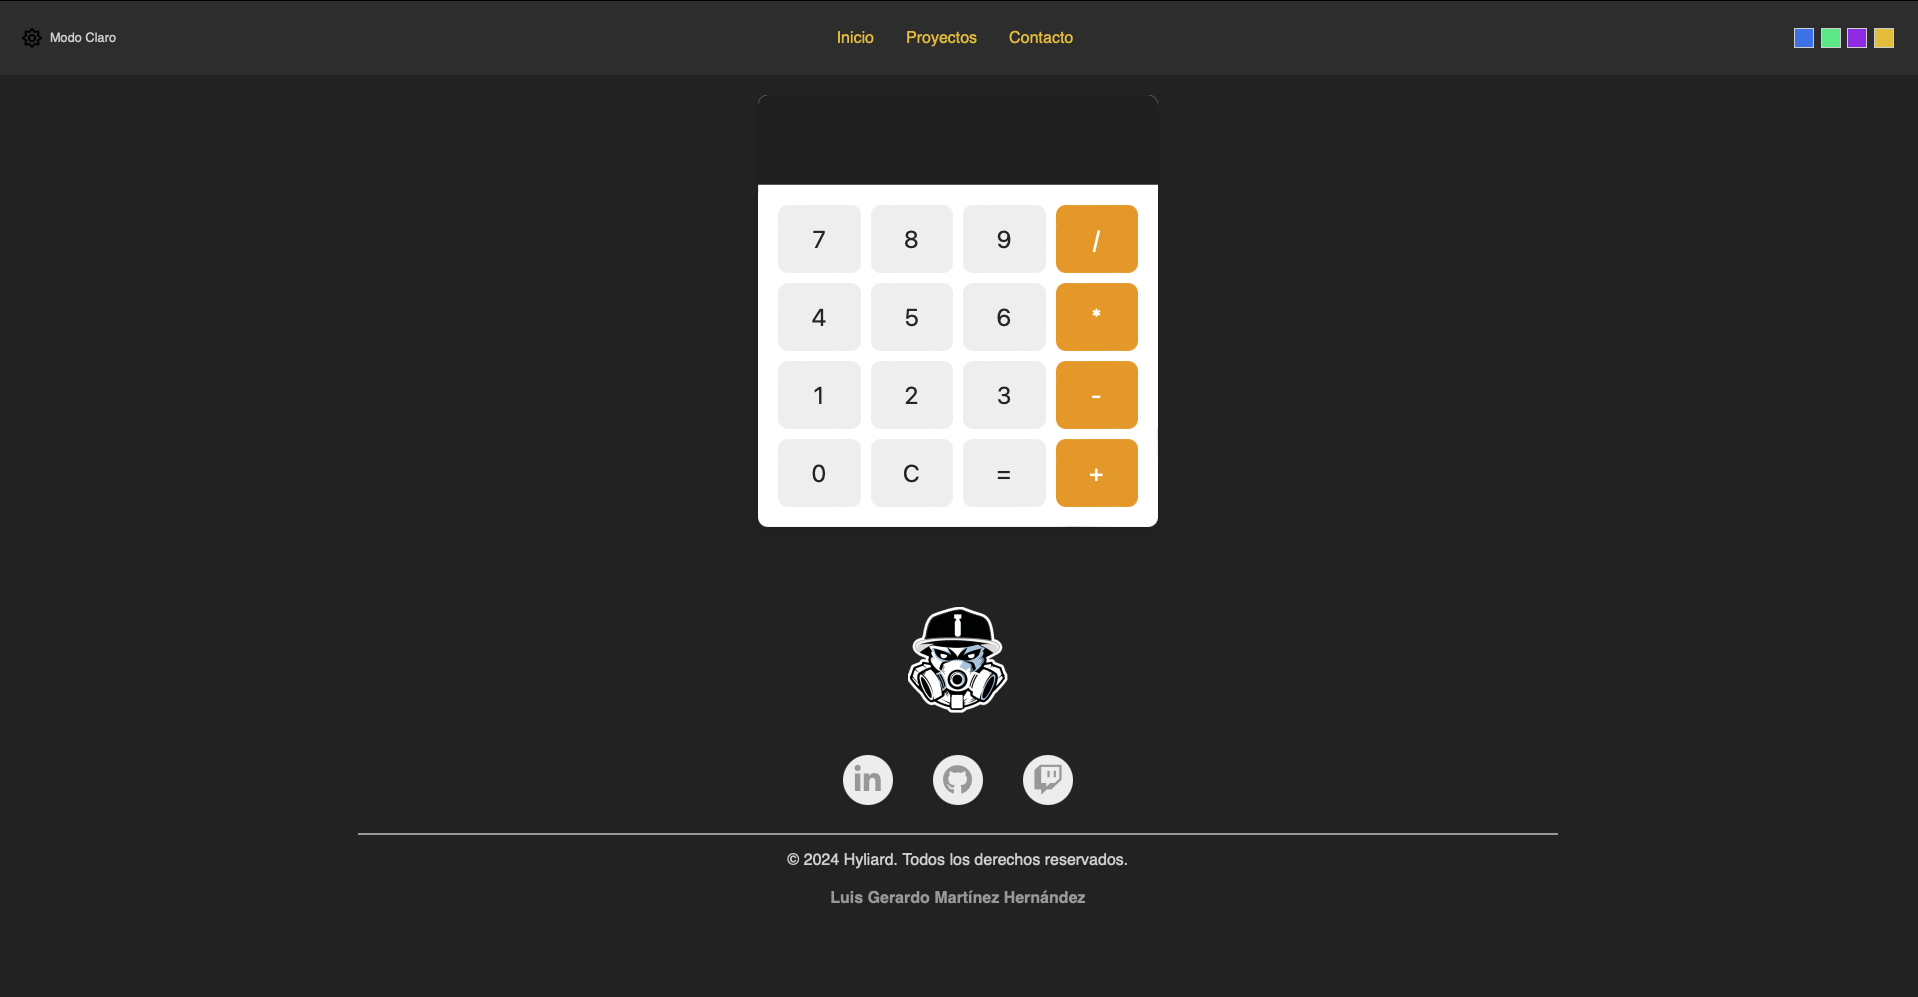 Modo Claro
Inicio Proyectos Contacto
7 8 9 /
4 5 6 *
1 2 3 -
0 C = +
in
© 2024 Hyliard. Todos los derechos reservados.
Luis Gerardo Martínez Hernández